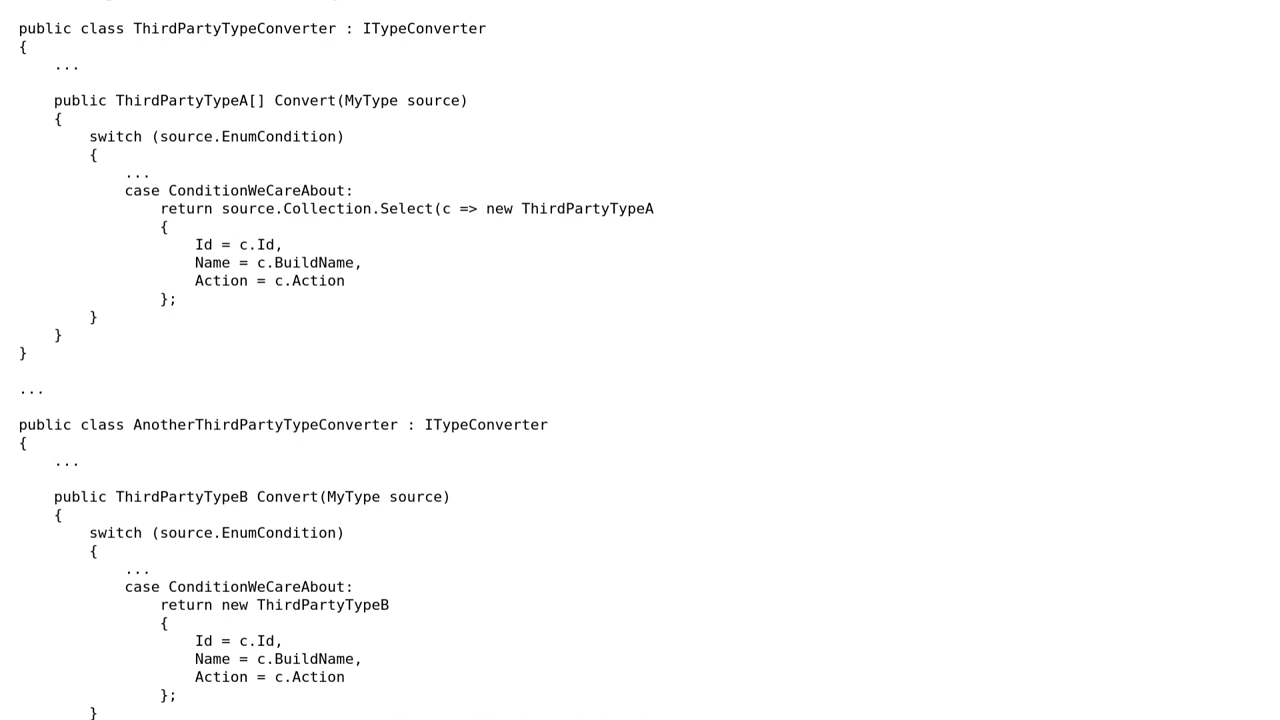 public class ThirdPartyTypeConverter : ITypeConverter
{
    ...
    public ThirdPartyTypeA[] Convert(MyType source)
    {
        switch (source.EnumCondition)
        {
            ...
            case ConditionWeCareAbout:
                return source.Collection.Select(c => new ThirdPartyTypeA
                {
                    Id = c.Id,
                    Name = c.BuildName,
                    Action = c.Action
                };
        }
    }
}
...
public class AnotherThirdPartyTypeConverter : ITypeConverter
{
    ...
    public ThirdPartyTypeB Convert(MyType source)
    {
        switch (source.EnumCondition)
        {
            ...
            case ConditionWeCareAbout:
                return new ThirdPartyTypeB
                {
                    Id = c.Id,
                    Name = c.BuildName,
                    Action = c.Action
                };
        }